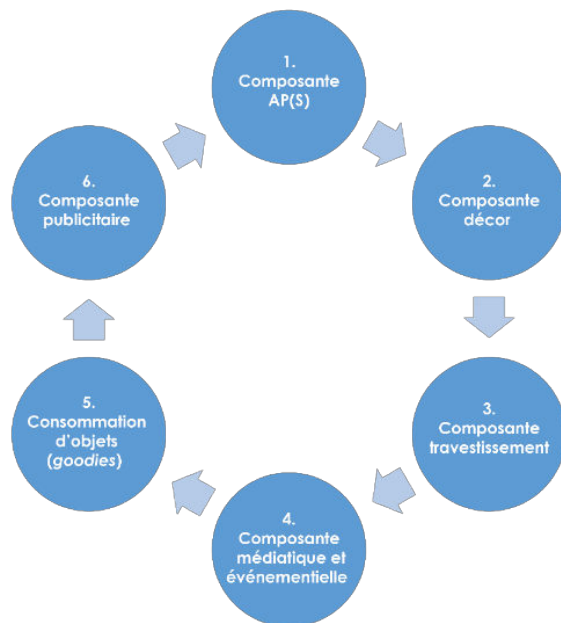 1.
Composante
AP(S)
2.
Composante
décor
3.
Composante
travestissement
4.
Composante
médiatique et
événementielle
5.
Consommation
d'objets
(goodies)
6.
Composante
publicitaire